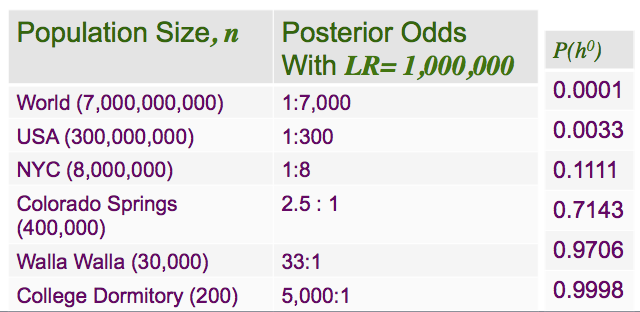 Population Size, n Posterior Odds
With LR= 1,000,000 P(h⁰)
World (7,000,000,000) 1:7,000 0.0001
USA (300,000,000) 1:300 0.0033
NYC (8,000,000) 1:8 0.1111
Colorado Springs 2.5 : 1 0.7143
(400,000)
Walla Walla (30,000) 33:1 0.9706
College Dormitory (200) 5,000:1 0.9998